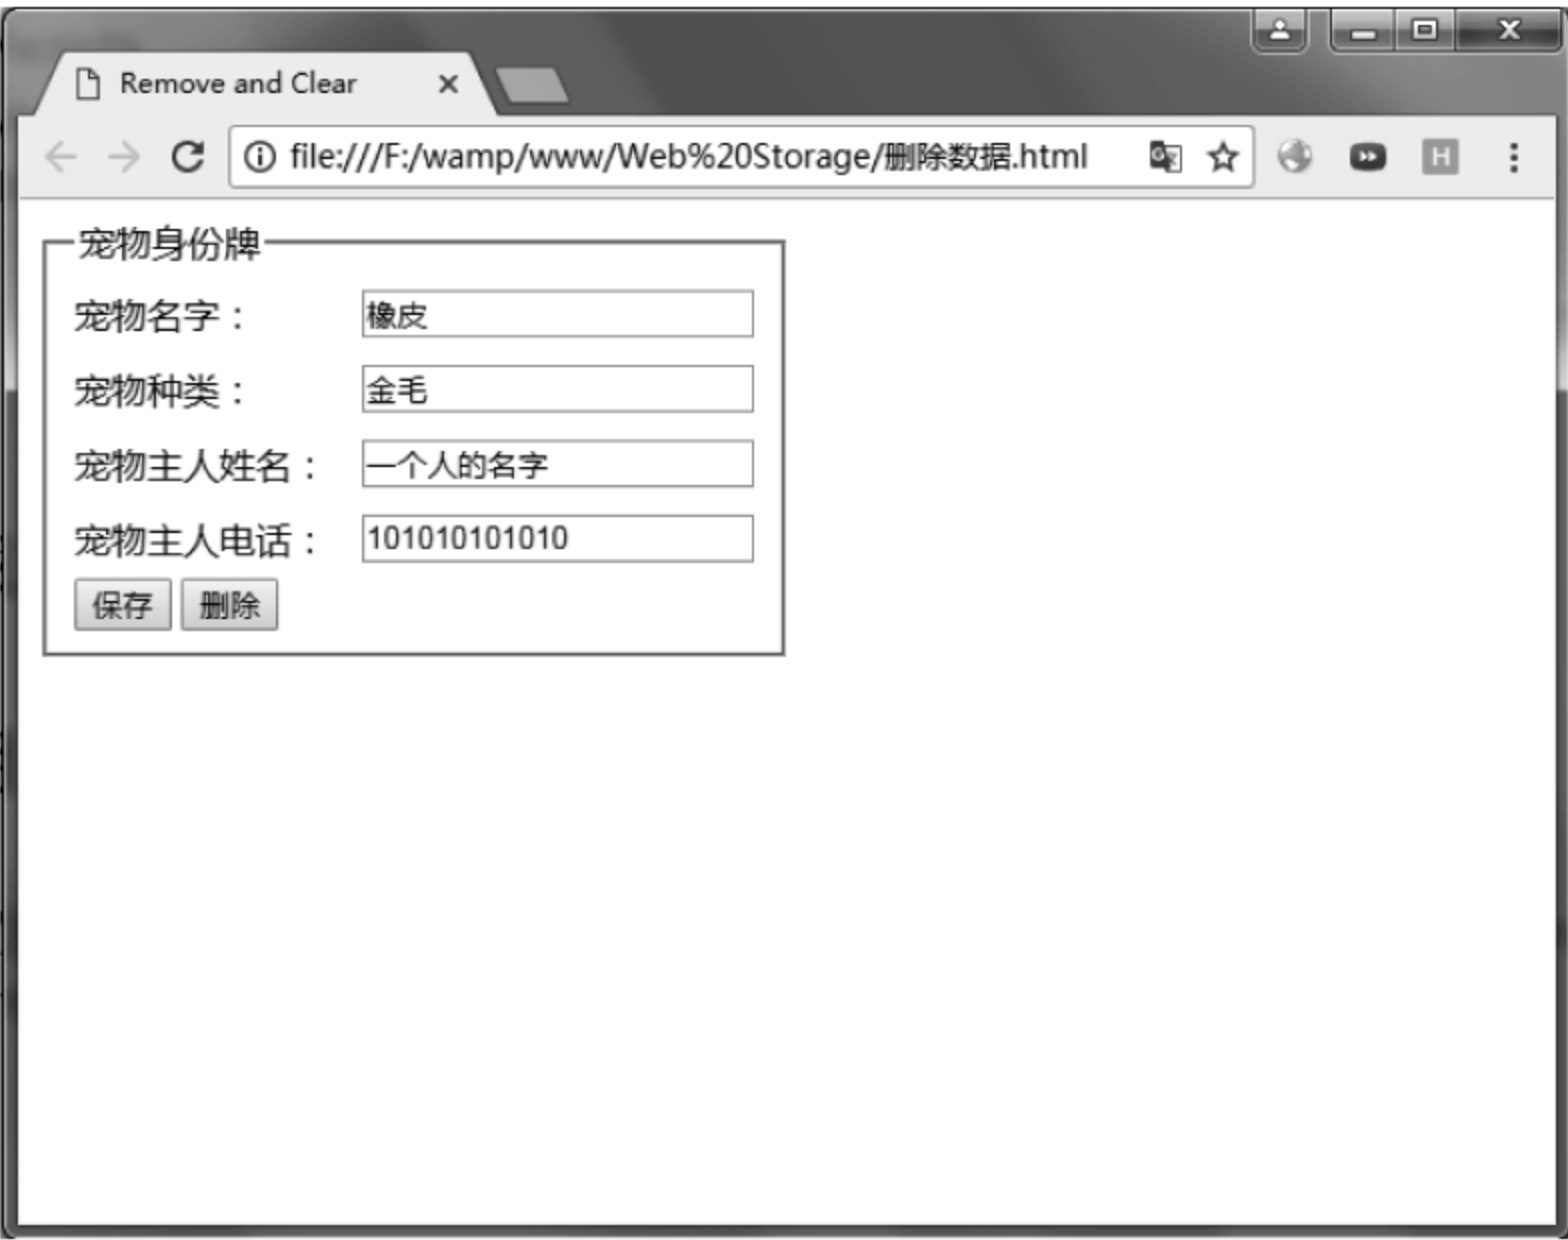 Remove and Clear
file:///F:/wamp/www/Web%20Storage/删除数据.html
H
宠物身份牌
宠物名字： 橡皮
宠物种类： 金毛
宠物主人姓名： 一个人的名字
宠物主人电话： 101010101010
保存 删除